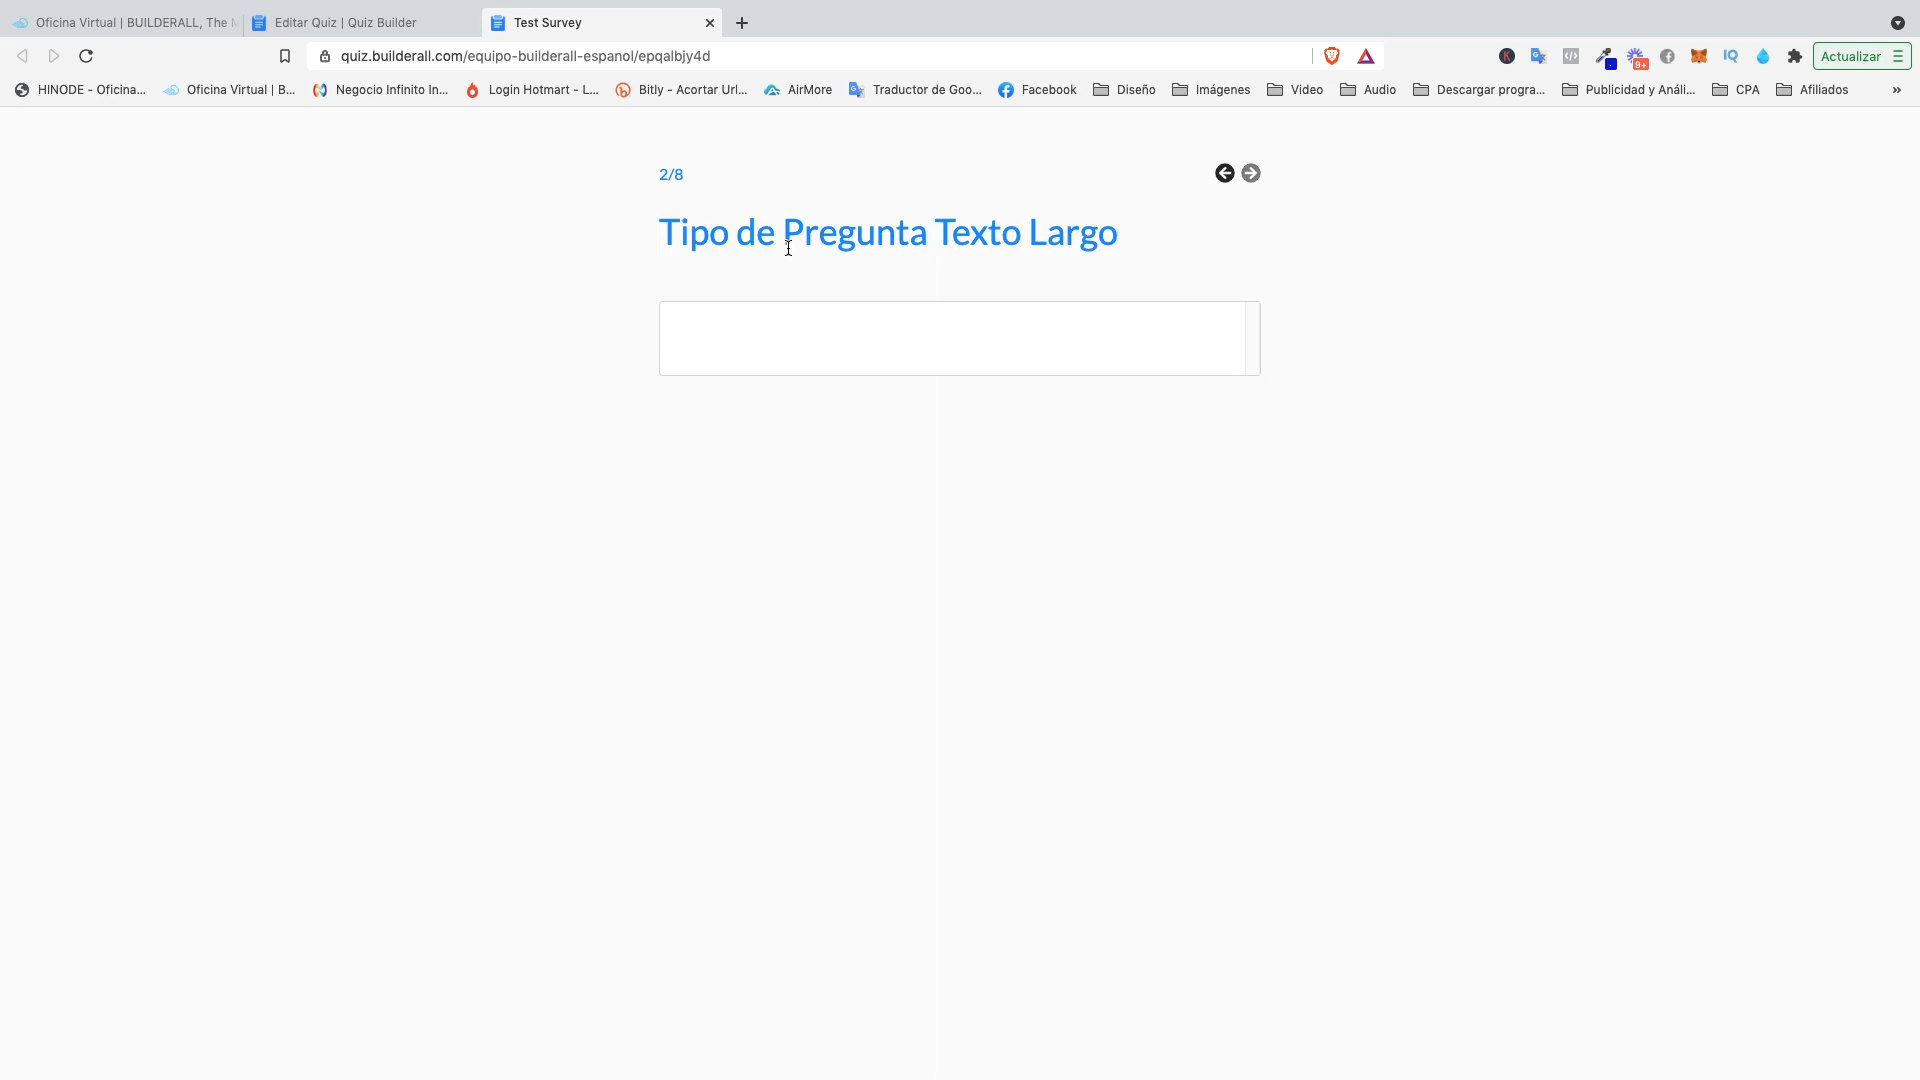 Oficina Virtual | BUILDERALL, The M
Editar Quiz | Quiz Builder
Test Survey
quiz.builderall.com/equipo-builderall-espanol/epqalbjy4d
9+
Actualizar
HINODE - Oficina...
Oficina Virtual | B...
Negocio Infinito In...
Login Hotmart - L...
Bitly - Acortar Url...
AirMore
Traductor de Goo...
Facebook
Diseño
Imágenes
Video
Audio
Descargar progra...
Publicidad y Análi...
CPA
Afiliados
»
2/8
Tipo de Pregunta Texto Largo